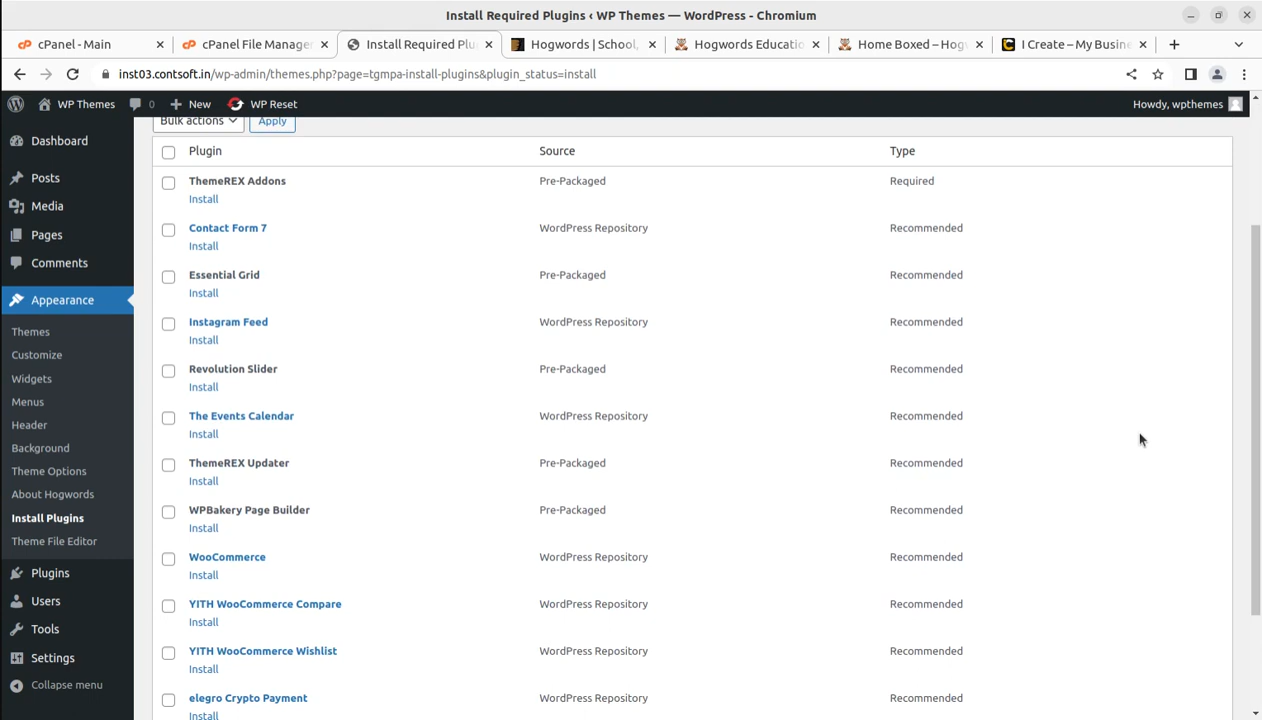 Install Required Plugins ‹ WP Themes — WordPress - Chromium
cPanel - Main
cPanel File Manager
Install Required Plu
Hogwords | School,
Hogwords Educatio
Home Boxed – Hog
I Create – My Busin
inst03.contsoft.in/wp-admin/themes.php?page=tgmpa-install-plugins&plugin_status=install
WP Themes
0
New
WP Reset
Howdy, wpthemes
Dashboard
Posts
Media
Pages
Comments
Appearance
Themes
Customize
Widgets
Menus
Header
Background
Theme Options
About Hogwords
Install Plugins
Theme File Editor
Plugins
Users
Tools
Settings
Collapse menu
Bulk actions
Apply
Plugin Source Type
ThemeREX Addons Pre-Packaged Required
Install
Contact Form 7 WordPress Repository Recommended
Install
Essential Grid Pre-Packaged Recommended
Install
Instagram Feed WordPress Repository Recommended
Install
Revolution Slider Pre-Packaged Recommended
Install
The Events Calendar WordPress Repository Recommended
Install
ThemeREX Updater Pre-Packaged Recommended
Install
WPBakery Page Builder Pre-Packaged Recommended
Install
WooCommerce WordPress Repository Recommended
Install
YITH WooCommerce Compare WordPress Repository Recommended
Install
YITH WooCommerce Wishlist WordPress Repository Recommended
Install
elegro Crypto Payment WordPress Repository Recommended
Install